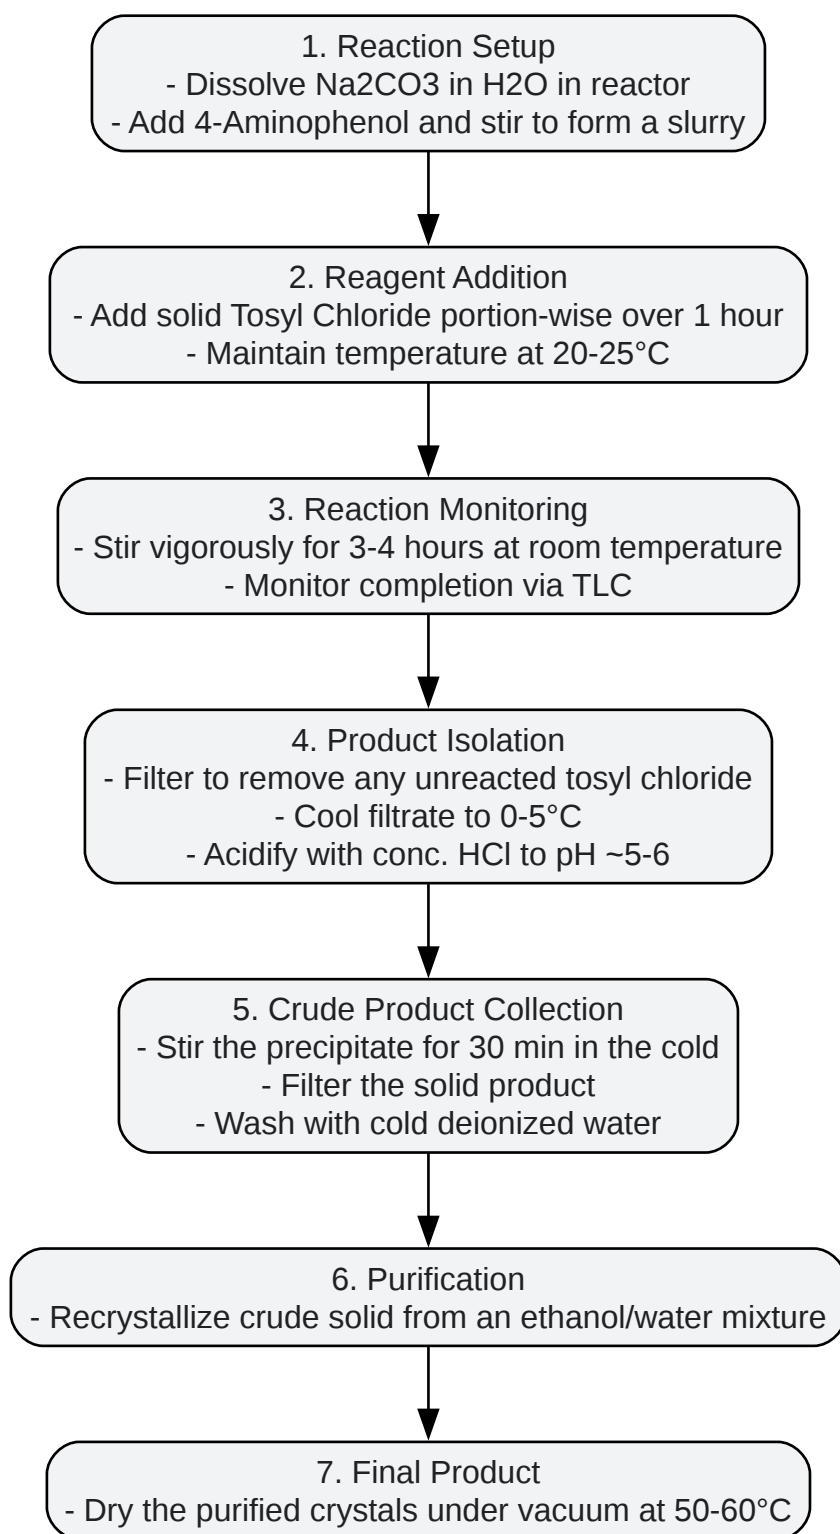 1. Reaction Setup
- Dissolve Na2CO3 in H2O in reactor
- Add 4-Aminophenol and stir to form a slurry
2. Reagent Addition
- Add solid Tosyl Chloride portion-wise over 1 hour
- Maintain temperature at 20-25°C
3. Reaction Monitoring
- Stir vigorously for 3-4 hours at room temperature
- Monitor completion via TLC
4. Product Isolation
- Filter to remove any unreacted tosyl chloride
- Cool filtrate to 0-5°C
- Acidify with conc. HCl to pH ~5-6
5. Crude Product Collection
- Stir the precipitate for 30 min in the cold
- Filter the solid product
- Wash with cold deionized water
6. Purification
- Recrystallize crude solid from an ethanol/water mixture
7. Final Product
- Dry the purified crystals under vacuum at 50-60°C